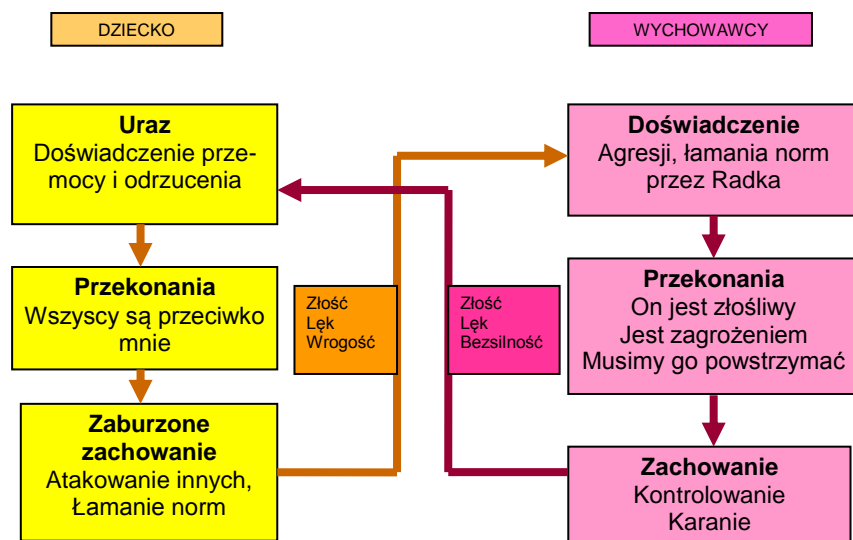 DZIECKO
WYCHOWAWCY
Uraz
Doświadczenie prze-
mocy i odrzucenia
Doświadczenie
Agresji, łamania norm
przez Radka
Przekonania
Wszyscy są przeciwko
mnie
Złość
Lęk
Wrogość
Złość
Lęk
Bezsilność
Przekonania
On jest złośliwy
Jest zagrożeniem
Musimy go powstrzymać
Zaburzone
zachowanie
Atakowanie innych,
Łamanie norm
Zachowanie
Kontrolowanie
Karanie